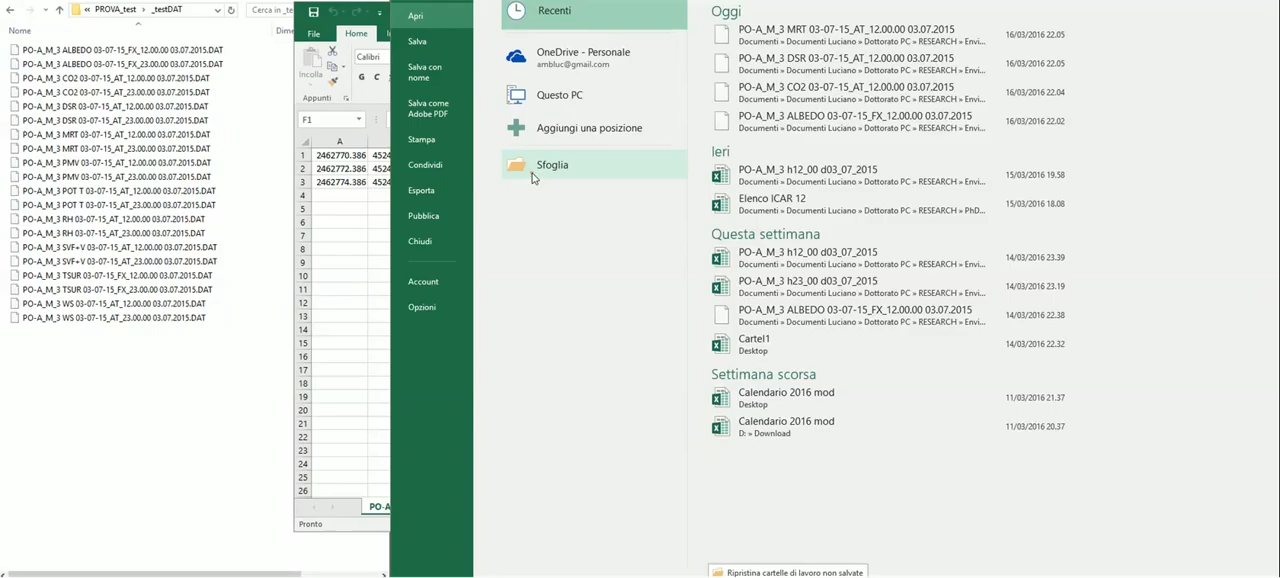 « PROVA_test › _testDAT
Cerca in _te
Nome
Dime
PO-A_M_3 ALBEDO 03-07-15_FX_12.00.00 03.07.2015.DAT
PO-A_M_3 ALBEDO 03-07-15_FX_23.00.00 03.07.2015.DAT
PO-A_M_3 CO2 03-07-15_AT_12.00.00 03.07.2015.DAT
PO-A_M_3 CO2 03-07-15_AT_23.00.00 03.07.2015.DAT
PO-A_M_3 DSR 03-07-15_AT_12.00.00 03.07.2015.DAT
PO-A_M_3 DSR 03-07-15_AT_23.00.00 03.07.2015.DAT
PO-A_M_3 MRT 03-07-15_AT_12.00.00 03.07.2015.DAT
PO-A_M_3 MRT 03-07-15_AT_23.00.00 03.07.2015.DAT
PO-A_M_3 PMV 03-07-15_AT_12.00.00 03.07.2015.DAT
PO-A_M_3 PMV 03-07-15_AT_23.00.00 03.07.2015.DAT
PO-A_M_3 POT T 03-07-15_AT_12.00.00 03.07.2015.DAT
PO-A_M_3 POT T 03-07-15_AT_23.00.00 03.07.2015.DAT
PO-A_M_3 RH 03-07-15_AT_12.00.00 03.07.2015.DAT
PO-A_M_3 RH 03-07-15_AT_23.00.00 03.07.2015.DAT
PO-A_M_3 SVF+V 03-07-15_AT_12.00.00 03.07.2015.DAT
PO-A_M_3 SVF+V 03-07-15_AT_23.00.00 03.07.2015.DAT
PO-A_M_3 TSUR 03-07-15_FX_12.00.00 03.07.2015.DAT
PO-A_M_3 TSUR 03-07-15_FX_23.00.00 03.07.2015.DAT
PO-A_M_3 WS 03-07-15_AT_12.00.00 03.07.2015.DAT
PO-A_M_3 WS 03-07-15_AT_23.00.00 03.07.2015.DAT
File
Home
Calibri
Incolla
G C
Appunti
F1
A
1 2462770.386 4524
2 2462772.386 4524
3 2462774.386 4524
4
5
6
7
8
9
10
11
12
13
14
15
16
17
18
19
20
21
22
23
24
25
26
PO-A
Pronto
Apri
Salva
Salva con
nome
Salva come
Adobe PDF
Stampa
Condividi
Esporta
Pubblica
Chiudi
Account
Opzioni
Recenti
OneDrive - Personale
ambluc@gmail.com
Questo PC
Aggiungi una posizione
Sfoglia
Oggi
PO-A_M_3 MRT 03-07-15_AT_12.00.00 03.07.2015
Documenti » Documenti Luciano » Dottorato PC » RESEARCH » Envi...
16/03/2016 22.05
PO-A_M_3 DSR 03-07-15_AT_12.00.00 03.07.2015
Documenti » Documenti Luciano » Dottorato PC » RESEARCH » Envi...
16/03/2016 22.05
PO-A_M_3 CO2 03-07-15_AT_12.00.00 03.07.2015
Documenti » Documenti Luciano » Dottorato PC » RESEARCH » Envi...
16/03/2016 22.04
PO-A_M_3 ALBEDO 03-07-15_FX_12.00.00 03.07.2015
Documenti » Documenti Luciano » Dottorato PC » RESEARCH » Envi...
16/03/2016 22.02
Ieri
PO-A_M_3 h12_00 d03_07_2015
Documenti » Documenti Luciano » Dottorato PC » RESEARCH » Envi...
15/03/2016 19.58
Elenco ICAR 12
Documenti » Documenti Luciano » Dottorato PC » RESEARCH » PhD...
15/03/2016 18.08
Questa settimana
PO-A_M_3 h12_00 d03_07_2015
Documenti » Documenti Luciano » Dottorato PC » RESEARCH » Envi...
14/03/2016 23.39
PO-A_M_3 h23_00 d03_07_2015
Documenti » Documenti Luciano » Dottorato PC » RESEARCH » Envi...
14/03/2016 23.19
PO-A_M_3 ALBEDO 03-07-15_FX_12.00.00 03.07.2015
Documenti » Documenti Luciano » Dottorato PC » RESEARCH » Envi...
14/03/2016 22.38
Cartel1
Desktop
14/03/2016 22.32
Settimana scorsa
Calendario 2016 mod
Desktop
11/03/2016 21.37
Calendario 2016 mod
D: » Download
11/03/2016 20.37
Ripristina cartelle di lavoro non salvate